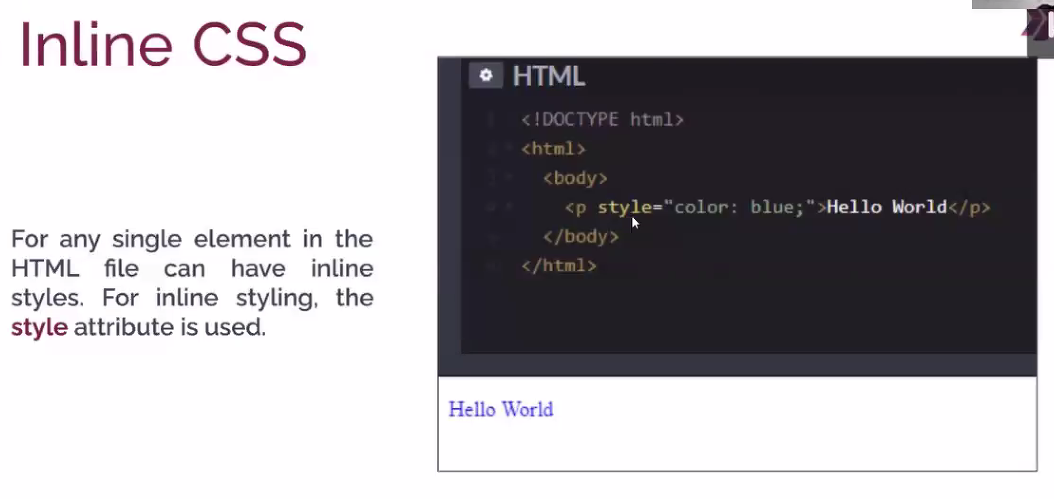 Inline CSS
For any single element in the
HTML file can have inline
styles. For inline styling, the
style attribute is used.
HTML
<!DOCTYPE html>
<html>
<body>
<p style="color: blue;">Hello World</p>
</body>
</html>
Hello World